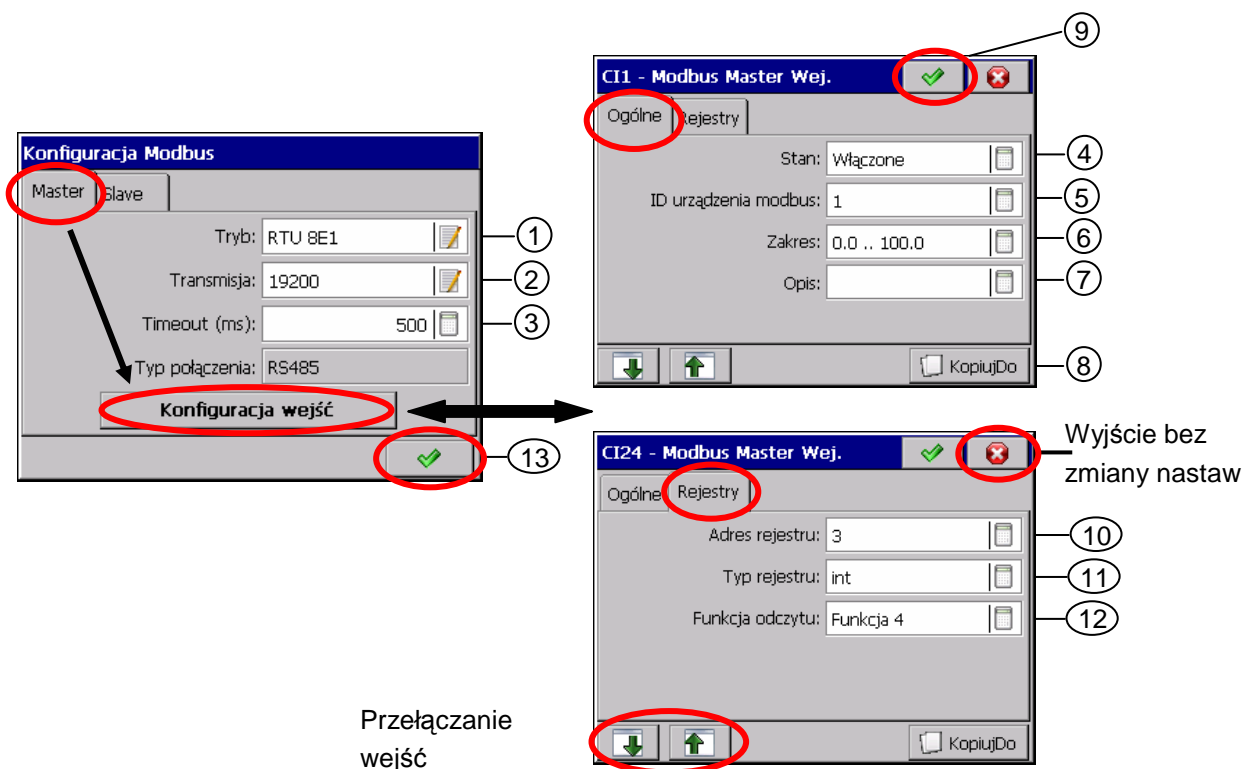 Konfiguracja Modbus
Master Slave
Tryb: RTU 8E1 1
Transmisja: 19200 2
Timeout (ms): 500 3
Typ połączenia: RS485
Konfiguracja wejść
13
9
CI1 - Modbus Master Wej.
Ogólne Rejestry
Stan: Włączone 4
ID urządzenia modbus: 1 5
Zakres: 0.0 .. 100.0 6
Opis: 7
KopiujDo 8
CI24 - Modbus Master Wej.
Wyjście bez
zmiany nastaw
Ogólne Rejestry
Adres rejestru: 3 10
Typ rejestru: int 11
Funkcja odczytu: Funkcja 4 12
KopiujDo
Przełączanie
wejść